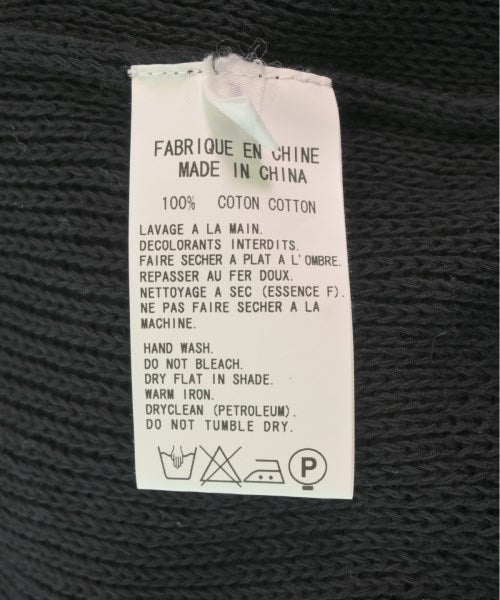 FABRIQUE EN CHINE
MADE IN CHINA
100% COTON COTTON
LAVAGE A LA MAIN.
DECOLORANTS INTERDITS.
FAIRE SECHER A PLAT A L'OMBRE.
REPASSER AU FER DOUX.
NETTOYAGE A SEC (ESSENCE F).
NE PAS FAIRE SECHER A LA
MACHINE.
HAND WASH.
DO NOT BLEACH.
DRY FLAT IN SHADE.
WARM IRON.
DRYCLEAN (PETROLEUM).
DO NOT TUMBLE DRY.
P